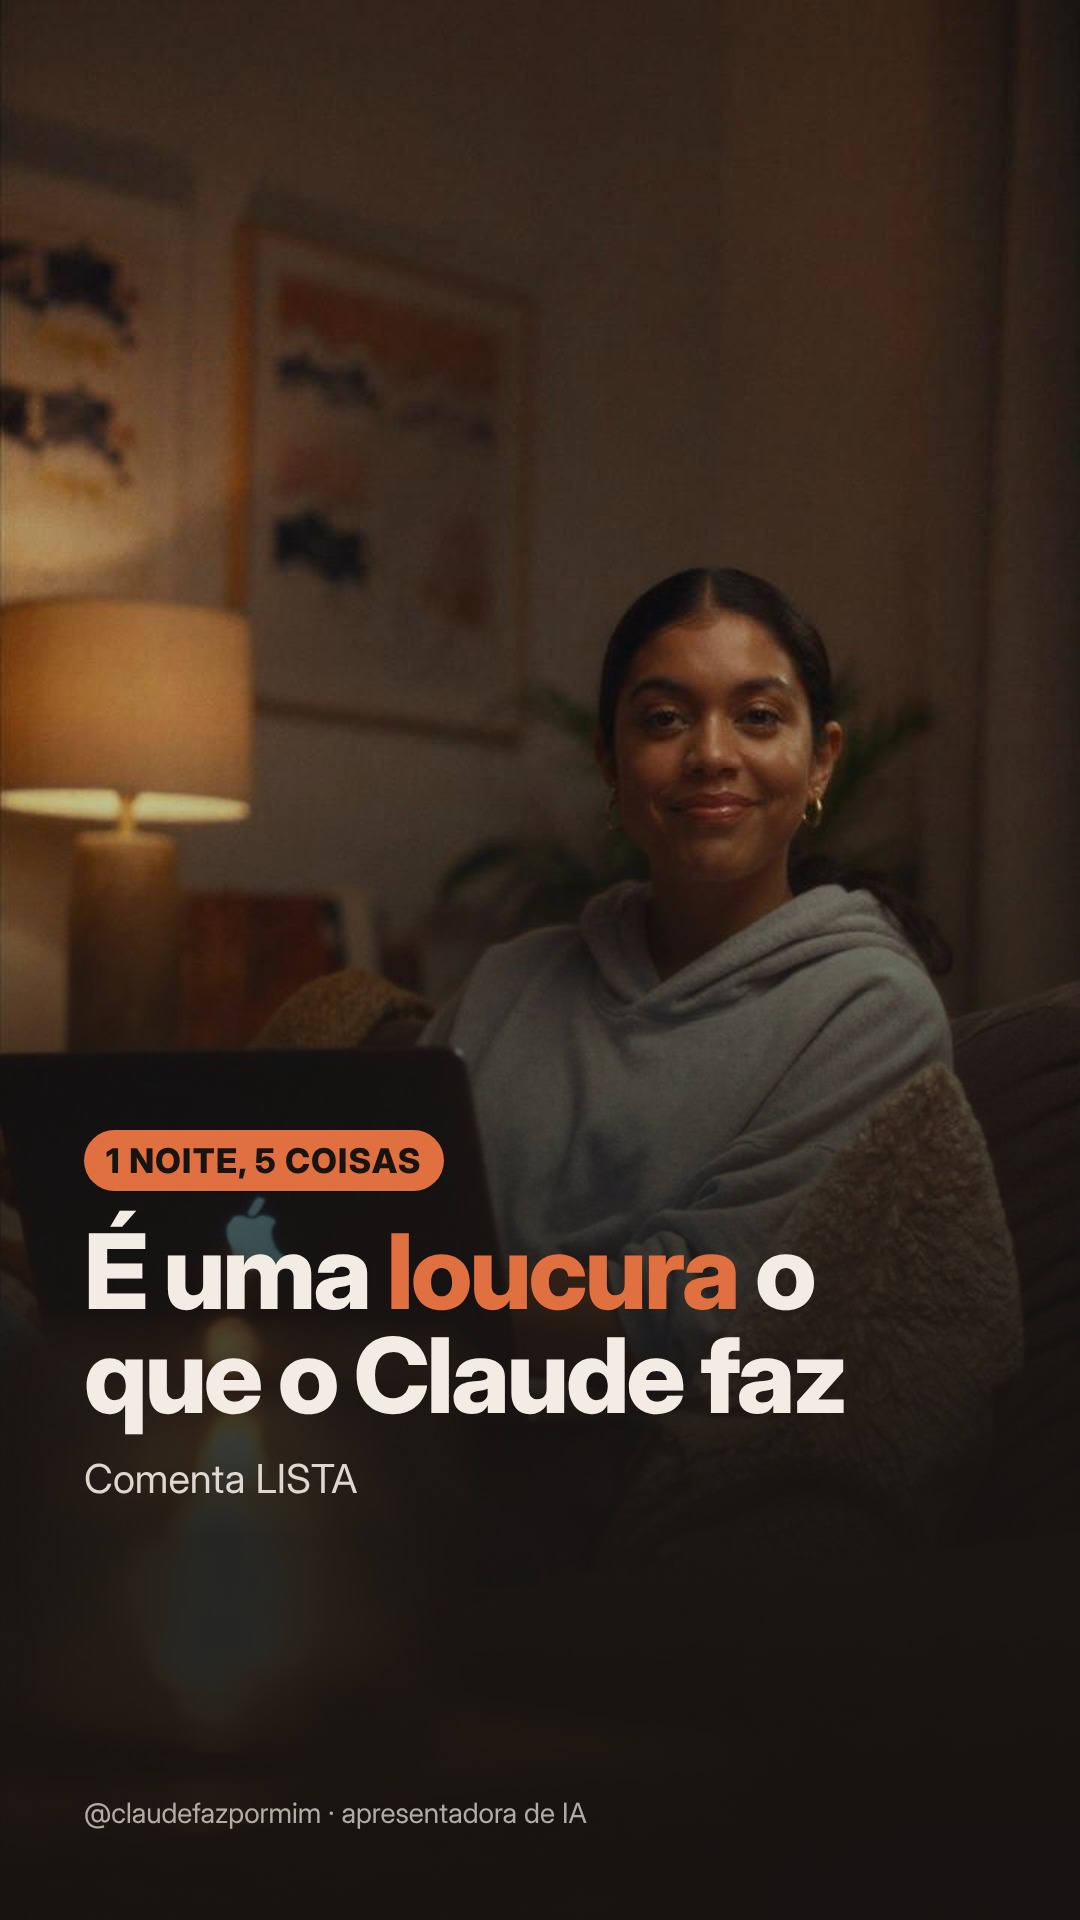 1 NOITE, 5 COISAS
É uma loucura o
que o Claude faz
Comenta LISTA
@claudefazpormim · apresentadora de IA